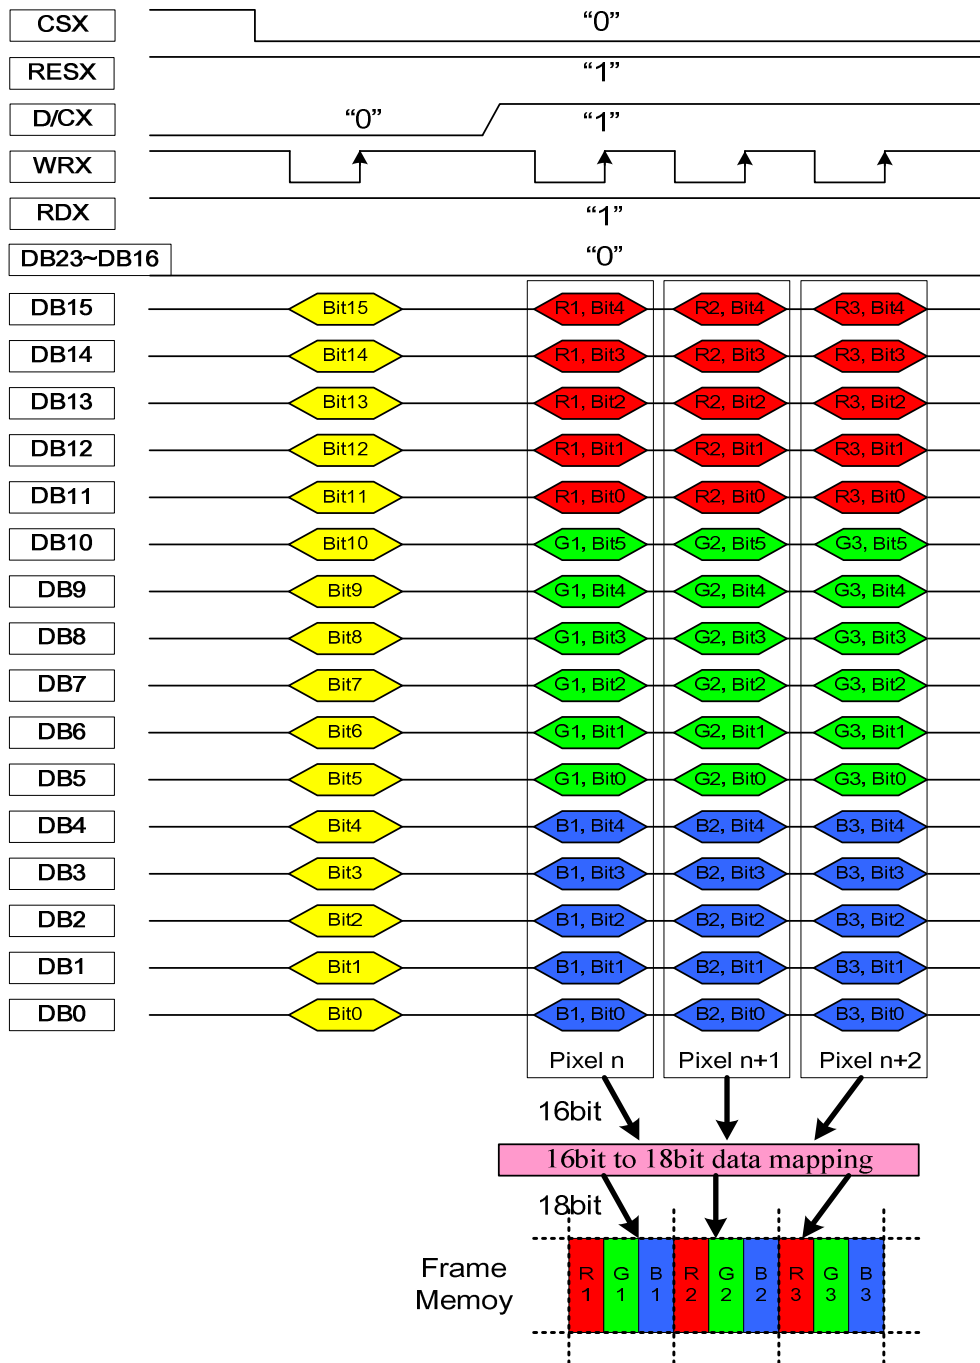 CSX “0”
RESX “1”
D/CX “0” “1”
WRX
RDX “1”
DB23~DB16 “0”
DB15 Bit15 R1, Bit4 R2, Bit4 R3, Bit4
DB14 Bit14 R1, Bit3 R2, Bit3 R3, Bit3
DB13 Bit13 R1, Bit2 R2, Bit2 R3, Bit2
DB12 Bit12 R1, Bit1 R2, Bit1 R3, Bit1
DB11 Bit11 R1, Bit0 R2, Bit0 R3, Bit0
DB10 Bit10 G1, Bit5 G2, Bit5 G3, Bit5
DB9 Bit9 G1, Bit4 G2, Bit4 G3, Bit4
DB8 Bit8 G1, Bit3 G2, Bit3 G3, Bit3
DB7 Bit7 G1, Bit2 G2, Bit2 G3, Bit2
DB6 Bit6 G1, Bit1 G2, Bit1 G3, Bit1
DB5 Bit5 G1, Bit0 G2, Bit0 G3, Bit0
DB4 Bit4 B1, Bit4 B2, Bit4 B3, Bit4
DB3 Bit3 B1, Bit3 B2, Bit3 B3, Bit3
DB2 Bit2 B1, Bit2 B2, Bit2 B3, Bit2
DB1 Bit1 B1, Bit1 B2, Bit1 B3, Bit1
DB0 Bit0 B1, Bit0 B2, Bit0 B3, Bit0
Pixel n Pixel n+1 Pixel n+2
16bit
16bit to 18bit data mapping
18bit
Frame
Memoy
R G B R G B R G B
1 1 1 2 2 2 3 3 3